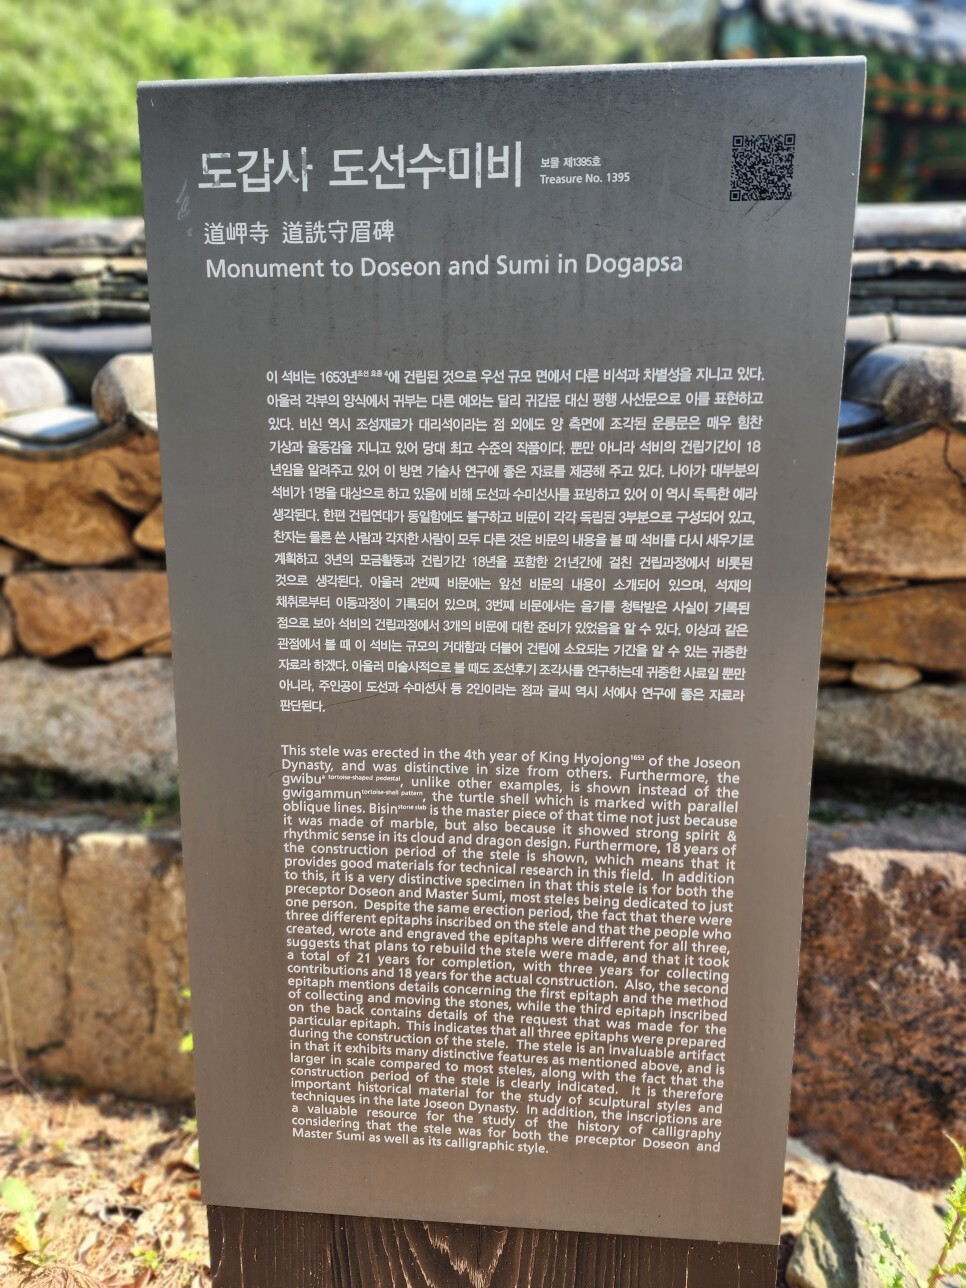 도갑사 도선수미비
보물 제1395호
Treasure No. 1395
道岬寺 道詵守眉碑
Monument to Doseon and Sumi in Dogapsa
이 석비는 1653년조선 효종 4에 건립된 것으로 우선 규모 면에서 다른 비석과 차별성을 지니고 있다.
아울러 각부의 양식에서 귀부는 다른 예와는 달리 귀갑문 대신 평행 사선문으로 이를 표현하고
있다. 비신 역시 조성재료가 대리석이라는 점 외에도 양 측면에 조각된 운룡문은 매우 힘찬
기상과 율동감을 지니고 있어 당대 최고 수준의 작품이다. 뿐만 아니라 석비의 건립기간이 18
년임을 알려주고 있어 이 방면 기술사 연구에 좋은 자료를 제공해 주고 있다. 나아가 대부분의
석비가 1명을 대상으로 하고 있음에 비해 도선과 수미선사를 표방하고 있어 이 역시 독특한 예라
생각된다. 한편 건립연대가 동일함에도 불구하고 비문이 각각 독립된 3부분으로 구성되어 있고,
찬자는 물론 쓴 사람과 각자한 사람이 모두 다른 것은 비문의 내용을 볼 때 석비를 다시 세우기로
계획하고 3년의 모금활동과 건립기간 18년을 포함한 21년간에 걸친 건립과정에서 비롯된
것으로 생각된다. 아울러 2번째 비문에는 앞선 비문의 내용이 소개되어 있으며, 석재의
채취로부터 이동과정이 기록되어 있으며, 3번째 비문에서는 음기를 청탁받은 사실이 기록된
점으로 보아 석비의 건립과정에서 3개의 비문에 대한 준비가 있었음을 알 수 있다. 이상과 같은
관점에서 볼 때 이 석비는 규모의 거대함과 더불어 건립에 소요되는 기간을 알 수 있는 귀중한
자료라 하겠다. 아울러 미술사적으로 볼 때도 조선후기 조각사를 연구하는데 귀중한 사료일 뿐만
아니라, 주인공이 도선과 수미선사 등 2인이라는 점과 글씨 역시 서예사 연구에 좋은 자료라
판단된다.
This stele was erected in the 4th year of King Hyojong1653 of the Joseon
Dynasty, and was distinctive in size from others. Furthermore, the
gwibua tortoise-shaped pedestal, unlike other examples, is shown instead of the
gwigammuntortoise-shell pattern, the turtle shell which is marked with parallel
oblique lines. Bisinstone slab is the master piece of that time not just because
it was made of marble, but also because it showed strong spirit &
rhythmic sense in its cloud and dragon design. Furthermore, 18 years of
the construction period of the stele is shown, which means that it
provides good materials for technical research in this field. In addition
to this, it is a very distinctive specimen in that this stele is for both the
preceptor Doseon and Master Sumi, most steles being dedicated to just
one person. Despite the same erection period, the fact that there were
three different epitaphs inscribed on the stele and that the people who
created, wrote and engraved the epitaphs were different for all three,
suggests that plans to rebuild the stele were made, and that it took
a total of 21 years for completion, with three years for collecting
contributions and 18 years for the actual construction. Also, the second
epitaph mentions details concerning the first epitaph and the method
of collecting and moving the stones, while the third epitaph inscribed
on the back contains details of the request that was made for the
particular epitaph. This indicates that all three epitaphs were prepared
during the construction of the stele. The stele is an invaluable artifact
in that it exhibits many distinctive features as mentioned above, and is
larger in scale compared to most steles, along with the fact that the
construction period of the stele is clearly indicated. It is therefore
important historical material for the study of sculptural styles and
techniques in the late Joseon Dynasty. In addition, the inscriptions are
a valuable resource for the study of the history of calligraphy
considering that the stele was for both the preceptor Doseon and
Master Sumi as well as its calligraphic style.